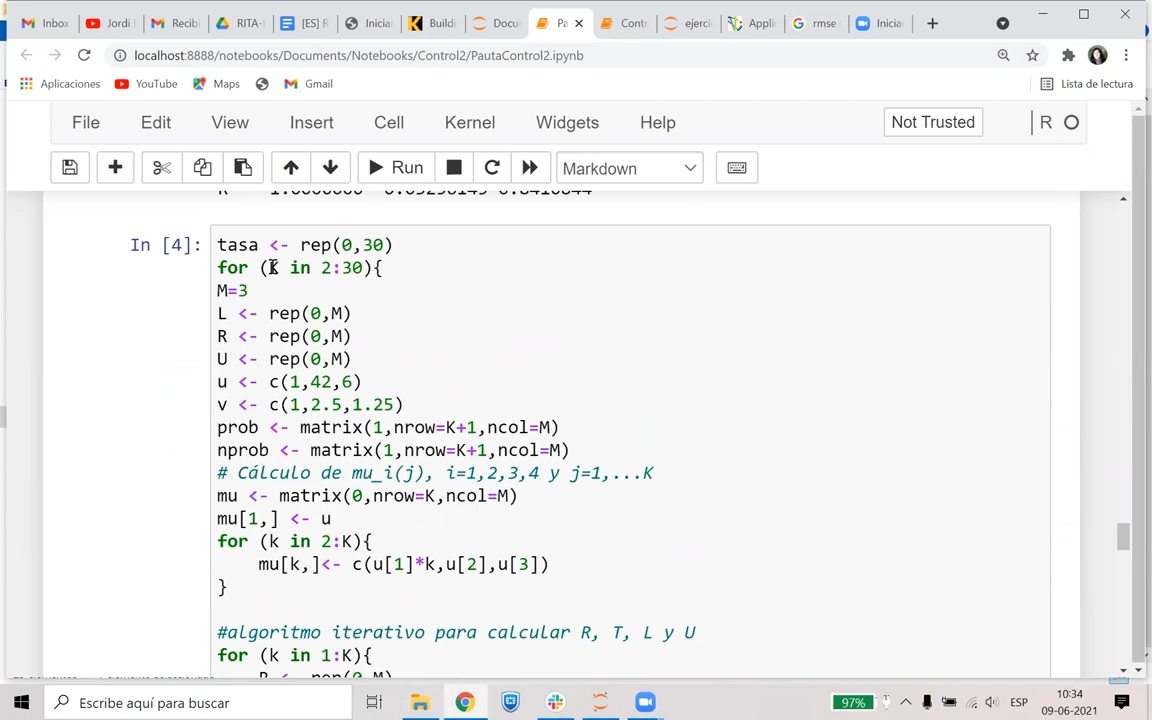 Inbox
Jordi
Recibi
RITA-
[ES] R
Iniciar
Buildi
Docu
Pa
Contr
ejercic
Applic
rmse
Inicia
localhost:8888/notebooks/Documents/Notebooks/Control2/PautaControl2.ipynb
Aplicaciones
YouTube
Maps
Gmail
Lista de lectura
File
Edit
View
Insert
Cell
Kernel
Widgets
Help
Not Trusted
R
Run
Markdown
In [4]:
tasa <- rep(0,30)
for (K in 2:30){
M=3
L <- rep(0,M)
R <- rep(0,M)
U <- rep(0,M)
u <- c(1,42,6)
v <- c(1,2.5,1.25)
prob <- matrix(1,nrow=K+1,ncol=M)
nprob <- matrix(1,nrow=K+1,ncol=M)
# Cálculo de mu_i(j), i=1,2,3,4 y j=1,...K
mu <- matrix(0,nrow=K,ncol=M)
mu[1,] <- u
for (k in 2:K){
mu[k,]<- c(u[1]*k,u[2],u[3])
}
#algoritmo iterativo para calcular R, T, L y U
for (k in 1:K){
R <- rep(0,M)
Escribe aquí para buscar
97%
ESP
10:34
09-06-2021